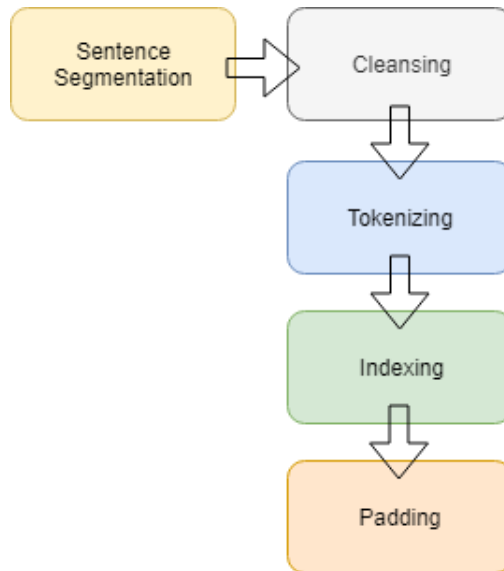 Sentence
Segmentation
Cleansing
Tokenizing
Indexing
Padding